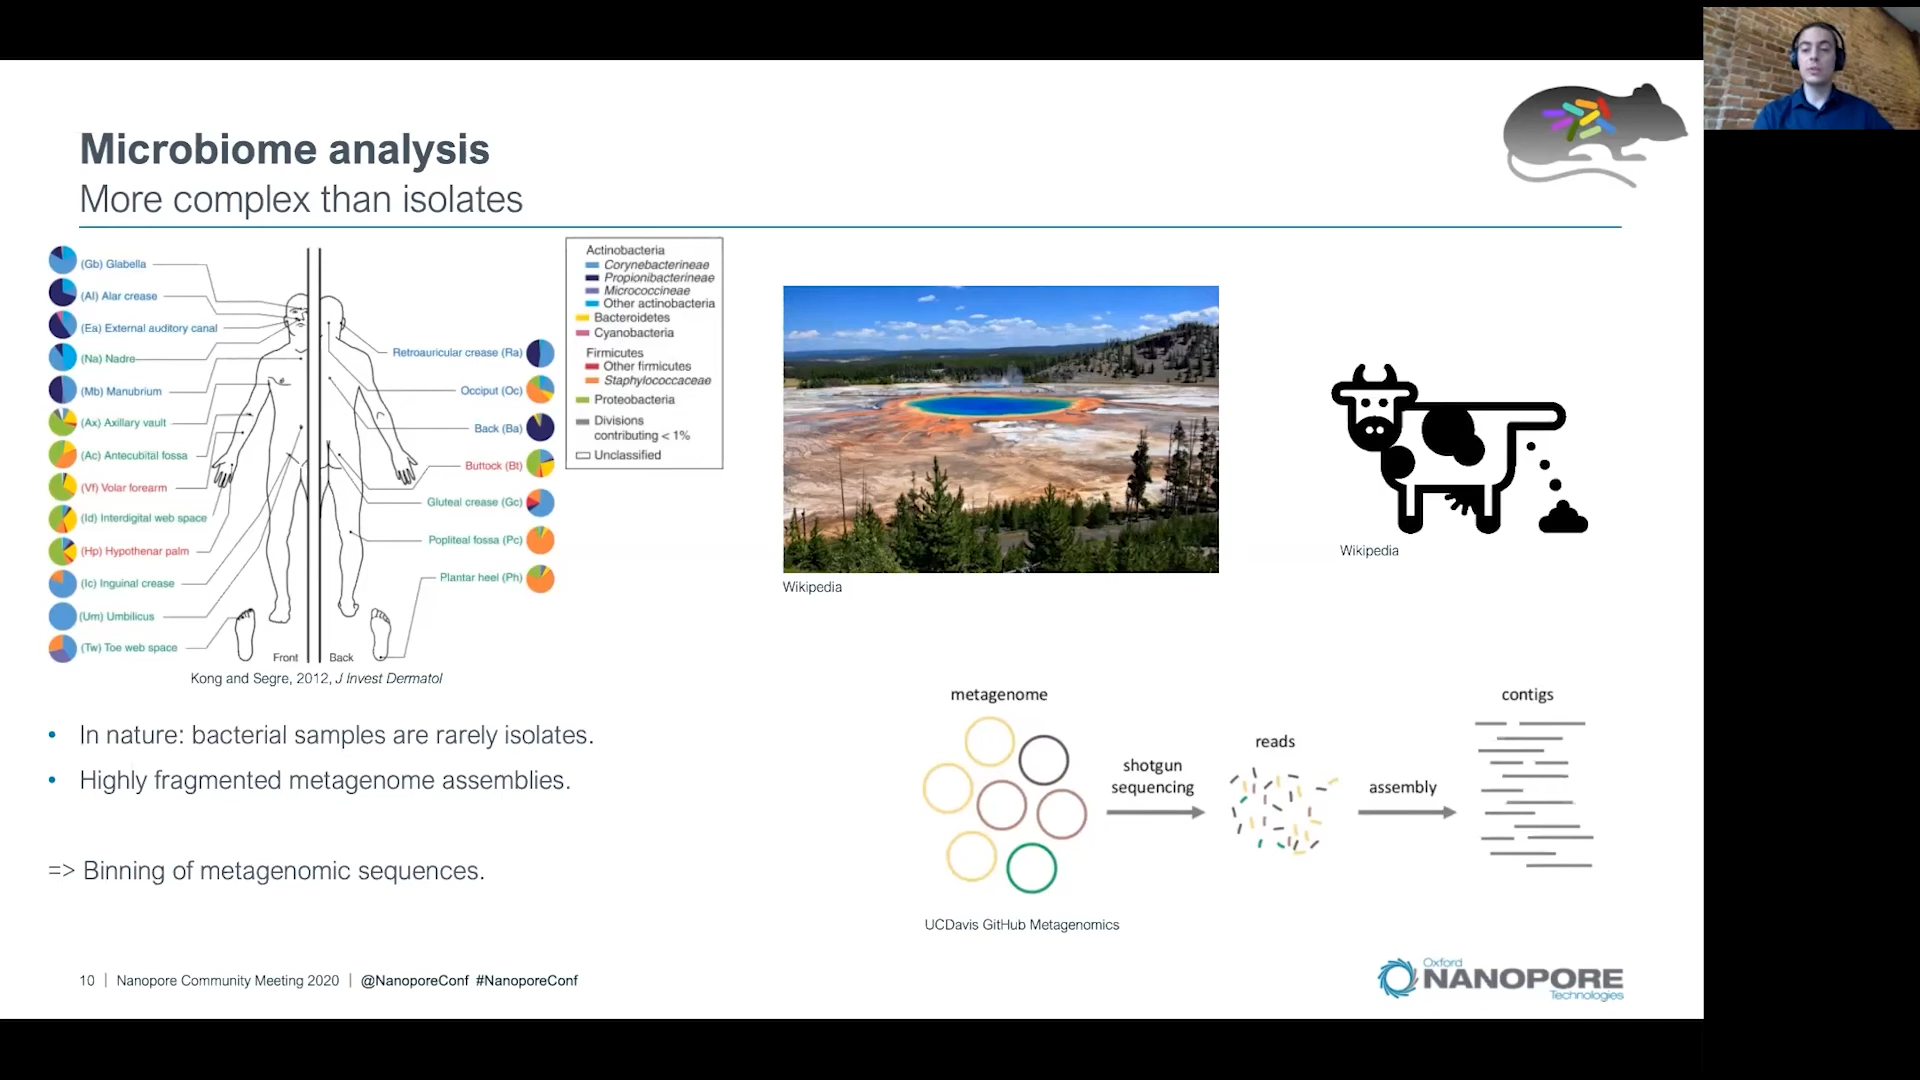 Microbiome analysis
More complex than isolates
(Gb) Glabella
(Al) Alar crease
(Ea) External auditory canal
(Na) Nadre
(Mb) Manubrium
(Ax) Axillary vault
(Ac) Antecubital fossa
(Vf) Volar forearm
(Id) Interdigital web space
(Hp) Hypothenar palm
(Ic) Inguinal crease
(Um) Umbilicus
(Tw) Toe web space
Retroauricular crease (Ra)
Occiput (Oc)
Back (Ba)
Buttock (Bt)
Gluteal crease (Gc)
Popliteal fossa (Pc)
Plantar heel (Ph)
Front
Back
Actinobacteria
Corynebacterineae
Propionibacterineae
Micrococcineae
Other actinobacteria
Bacteroidetes
Cyanobacteria
Firmicutes
Other firmicutes
Staphylococcaceae
Proteobacteria
Divisions
contributing < 1%
Unclassified
Kong and Segre, 2012, J Invest Dermatol
Wikipedia
Wikipedia
• In nature: bacterial samples are rarely isolates.
• Highly fragmented metagenome assemblies.
=> Binning of metagenomic sequences.
metagenome
shotgun
sequencing
reads
assembly
contigs
UCDavis GitHub Metagenomics
10 | Nanopore Community Meeting 2020 | @NanoporeConf #NanoporeConf
Oxford
NANOPORE
Technologies